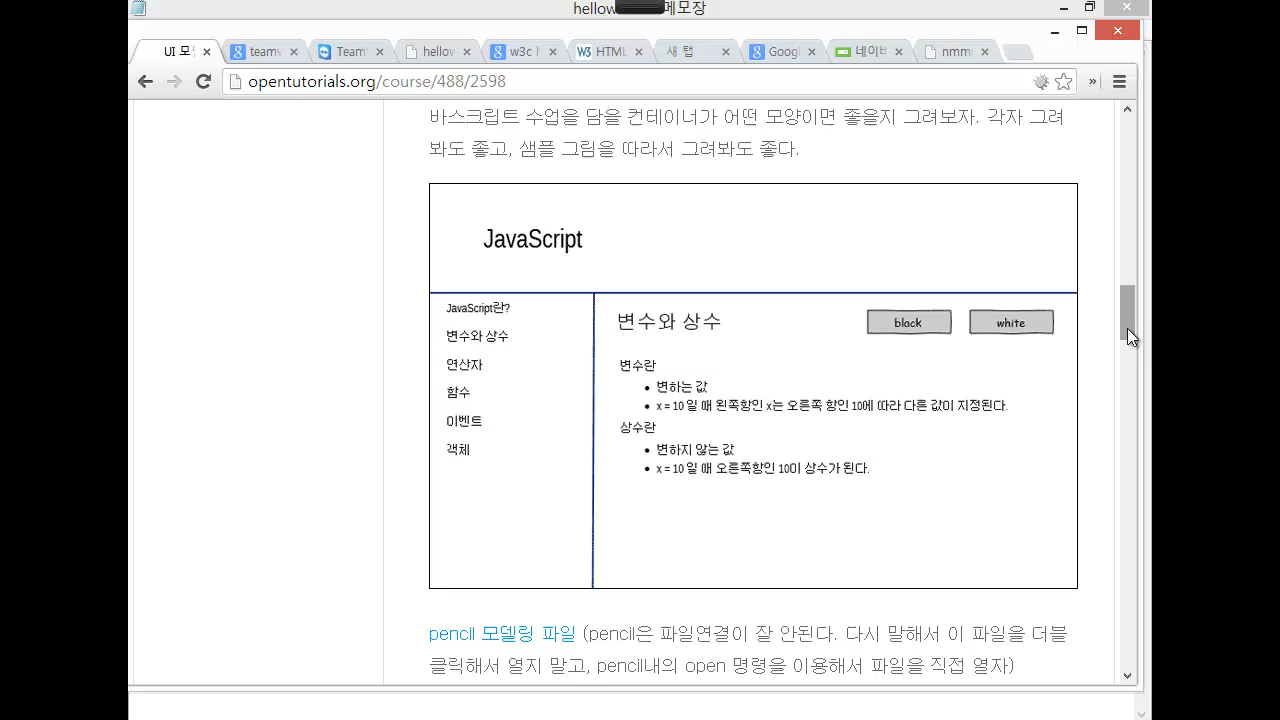 메모장
UI 모
teamv
Team
hello
w3c h
HTML
새 탭
Googl
네이버
nmm
opentutorials.org/course/488/2598
바스크립트 수업을 담을 컨테이너가 어떤 모양이면 좋을지 그려보자. 각자 그려
봐도 좋고, 샘플 그림을 따라서 그려봐도 좋다.
JavaScript
JavaScript란?
변수와 상수
연산자
함수
이벤트
객체
변수와 상수
black
white
변수란
변하는 값
x = 10 일 때 왼쪽항인 x는 오른쪽 항인 10에 따라 다른 값이 지정된다.
상수란
변하지 않는 값
x = 10 일 때 오른쪽항인 10이 상수가 된다.
pencil 모델링 파일 (pencil은 파일연결이 잘 안된다. 다시 말해서 이 파일을 더블
클릭해서 열지 말고, pencil내의 open 명령을 이용해서 파일을 직접 열자)